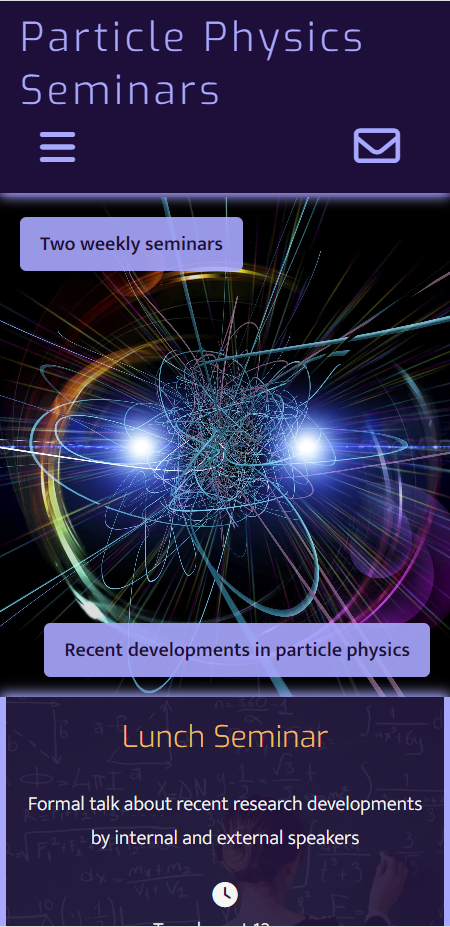 Particle Physics
Seminars
Two weekly seminars
Recent developments in particle physics
Lunch Seminar
Formal talk about recent research developments
by internal and external speakers